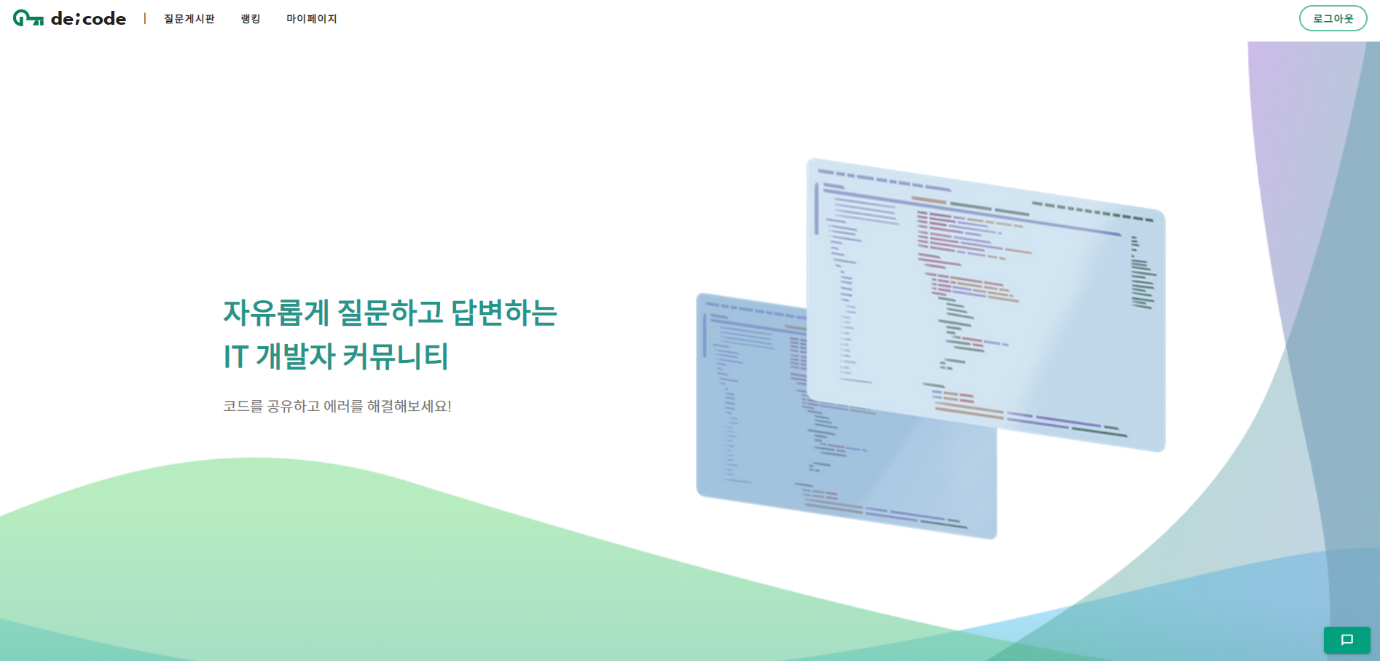 de;code | 질문게시판 랭킹 마이페이지 로그아웃
자유롭게 질문하고 답변하는
IT 개발자 커뮤니티
코드를 공유하고 에러를 해결해보세요!